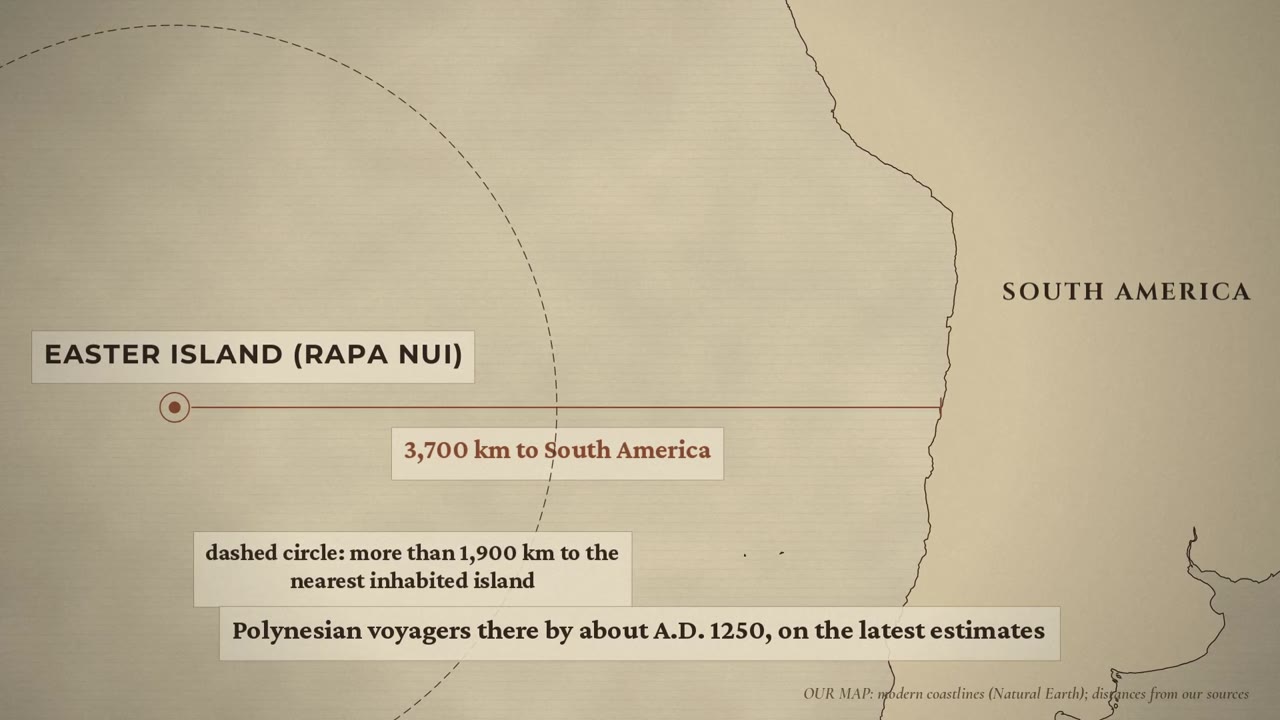 SOUTH AMERICA
EASTER ISLAND (RAPA NUI)
3,700 km to South America
dashed circle: more than 1,900 km to the
nearest inhabited island
Polynesian voyagers there by about A.D. 1250, on the latest estimates
OUR MAP: modern coastlines (Natural Earth); distances from our sources